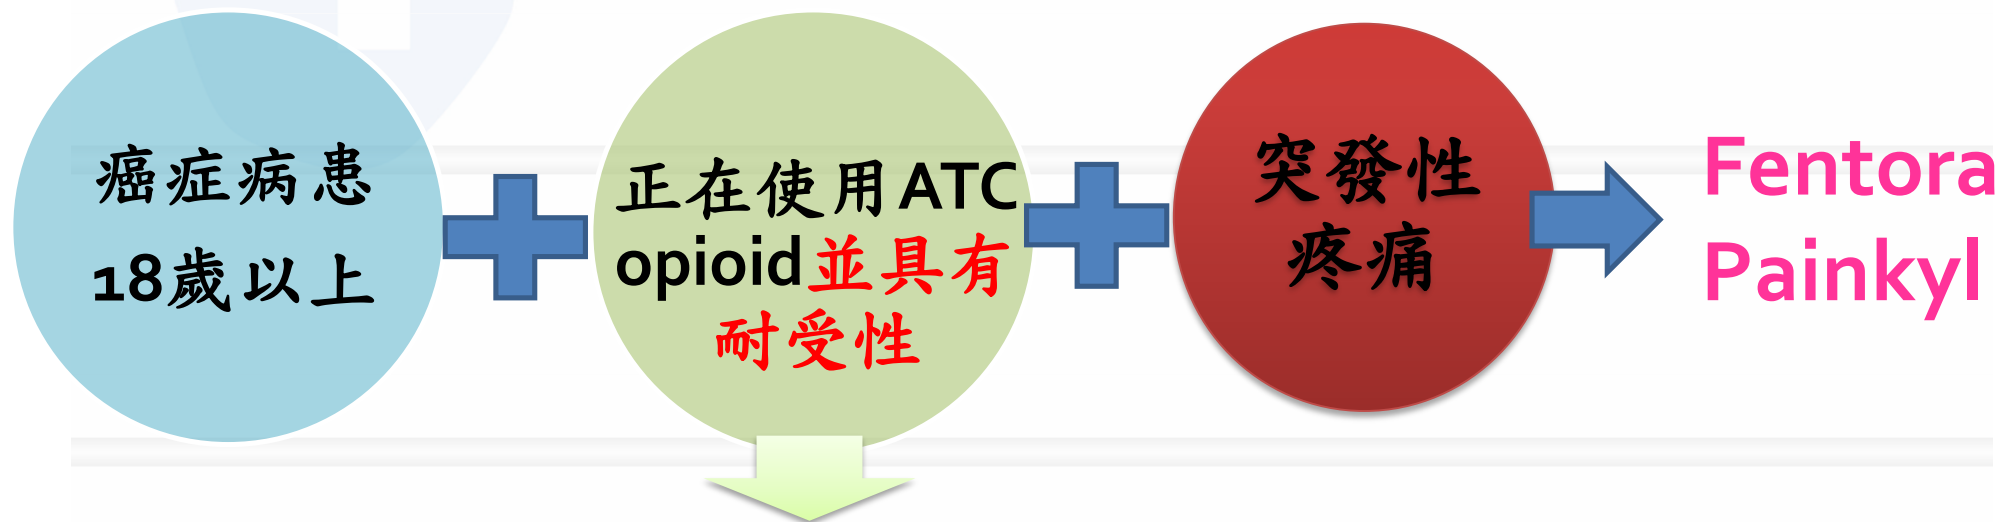 癌症病患
18歲以上
正在使用ATC
opioid並具有
耐受性
突發性
疼痛
Fentora
Painkyl